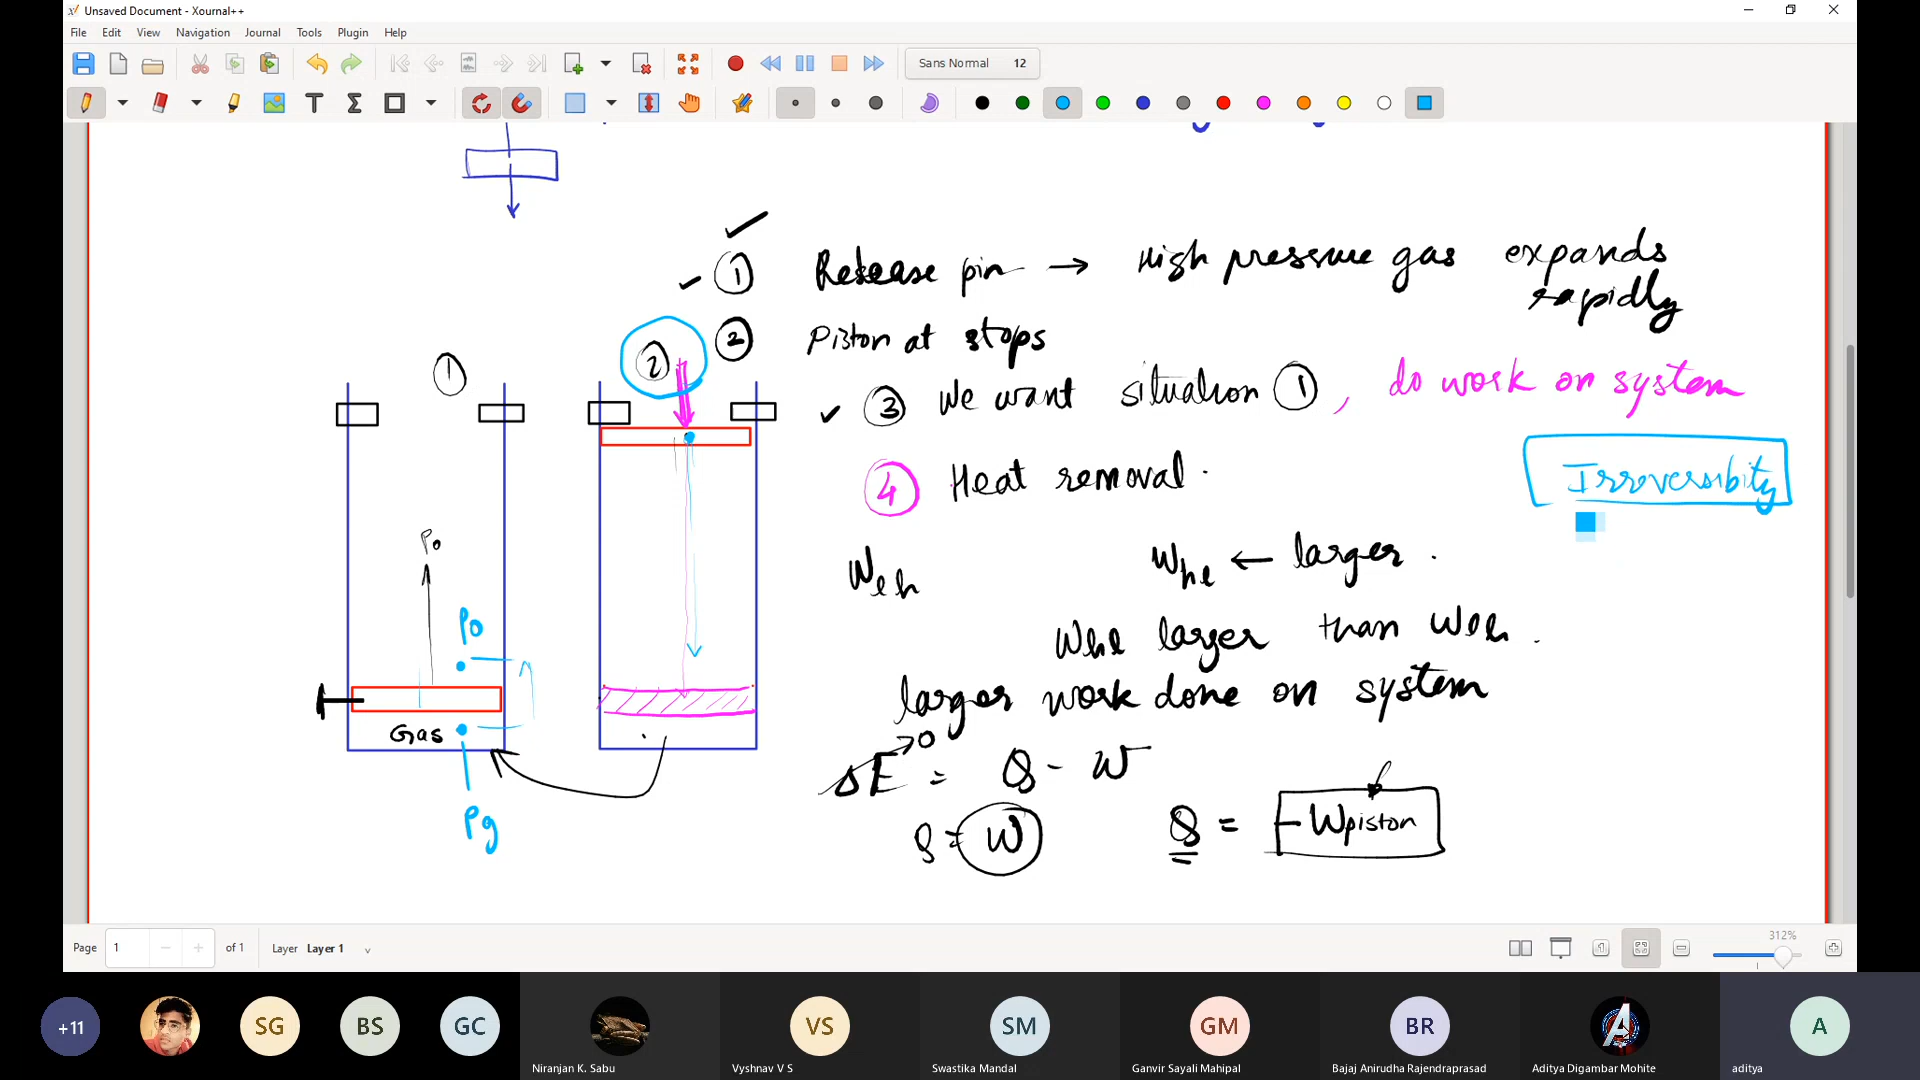 Unsaved Document - Xournal++
File Edit View Navigation Journal Tools Plugin Help
Sans Normal 12
① Release pin → High pressure gas expands
rapidly
② Piston at stops
③ We want situation ①, do work on system
④ Heat removal.
Irreversibity
①
②
P₀
P₀
Gas
Pg
Weh
Whe ← larger.
Whe larger than Weh.
larger work done on system
ΔE→0 = Q - W
Q = W
Q = -Wpiston
Page 1 of 1 Layer Layer 1
312%
+11
SG
BS
GC
VS
SM
GM
BR
A
Niranjan K. Sabu
Vyshnav V S
Swastika Mandal
Ganvir Sayali Mahipal
Bajaj Anirudha Rajendraprasad
Aditya Digambar Mohite
aditya